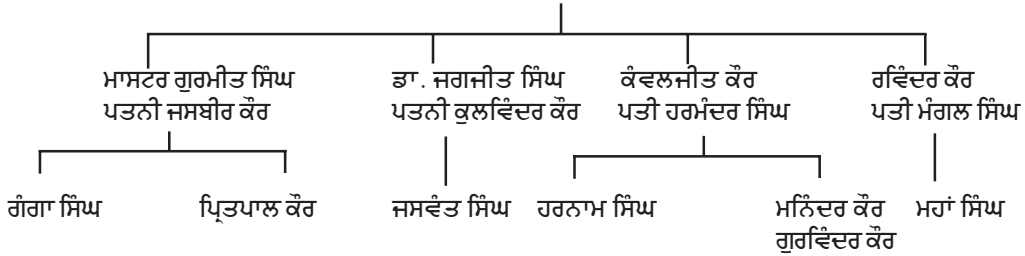 ਮਾਸਟਰ ਗੁਰਮੀਤ ਸਿੰਘ ਡਾ. ਜਗਜੀਤ ਸਿੰਘ ਕੰਵਲਜੀਤ ਕੌਰ ਰਵਿੰਦਰ ਕੌਰ
ਪਤਨੀ ਜਸਬੀਰ ਕੌਰ ਪਤਨੀ ਕੁਲਵਿੰਦਰ ਕੌਰ ਪਤੀ ਹਰਮੰਦਰ ਸਿੰਘ ਪਤੀ ਮੰਗਲ ਸਿੰਘ
ਗੰਗਾ ਸਿੰਘ ਪ੍ਰਿਤਪਾਲ ਕੌਰ ਜਸਵੰਤ ਸਿੰਘ ਹਰਨਾਮ ਸਿੰਘ ਮਨਿੰਦਰ ਕੌਰ ਮਹਾਂ ਸਿੰਘ
ਗੁਰਵਿੰਦਰ ਕੌਰ